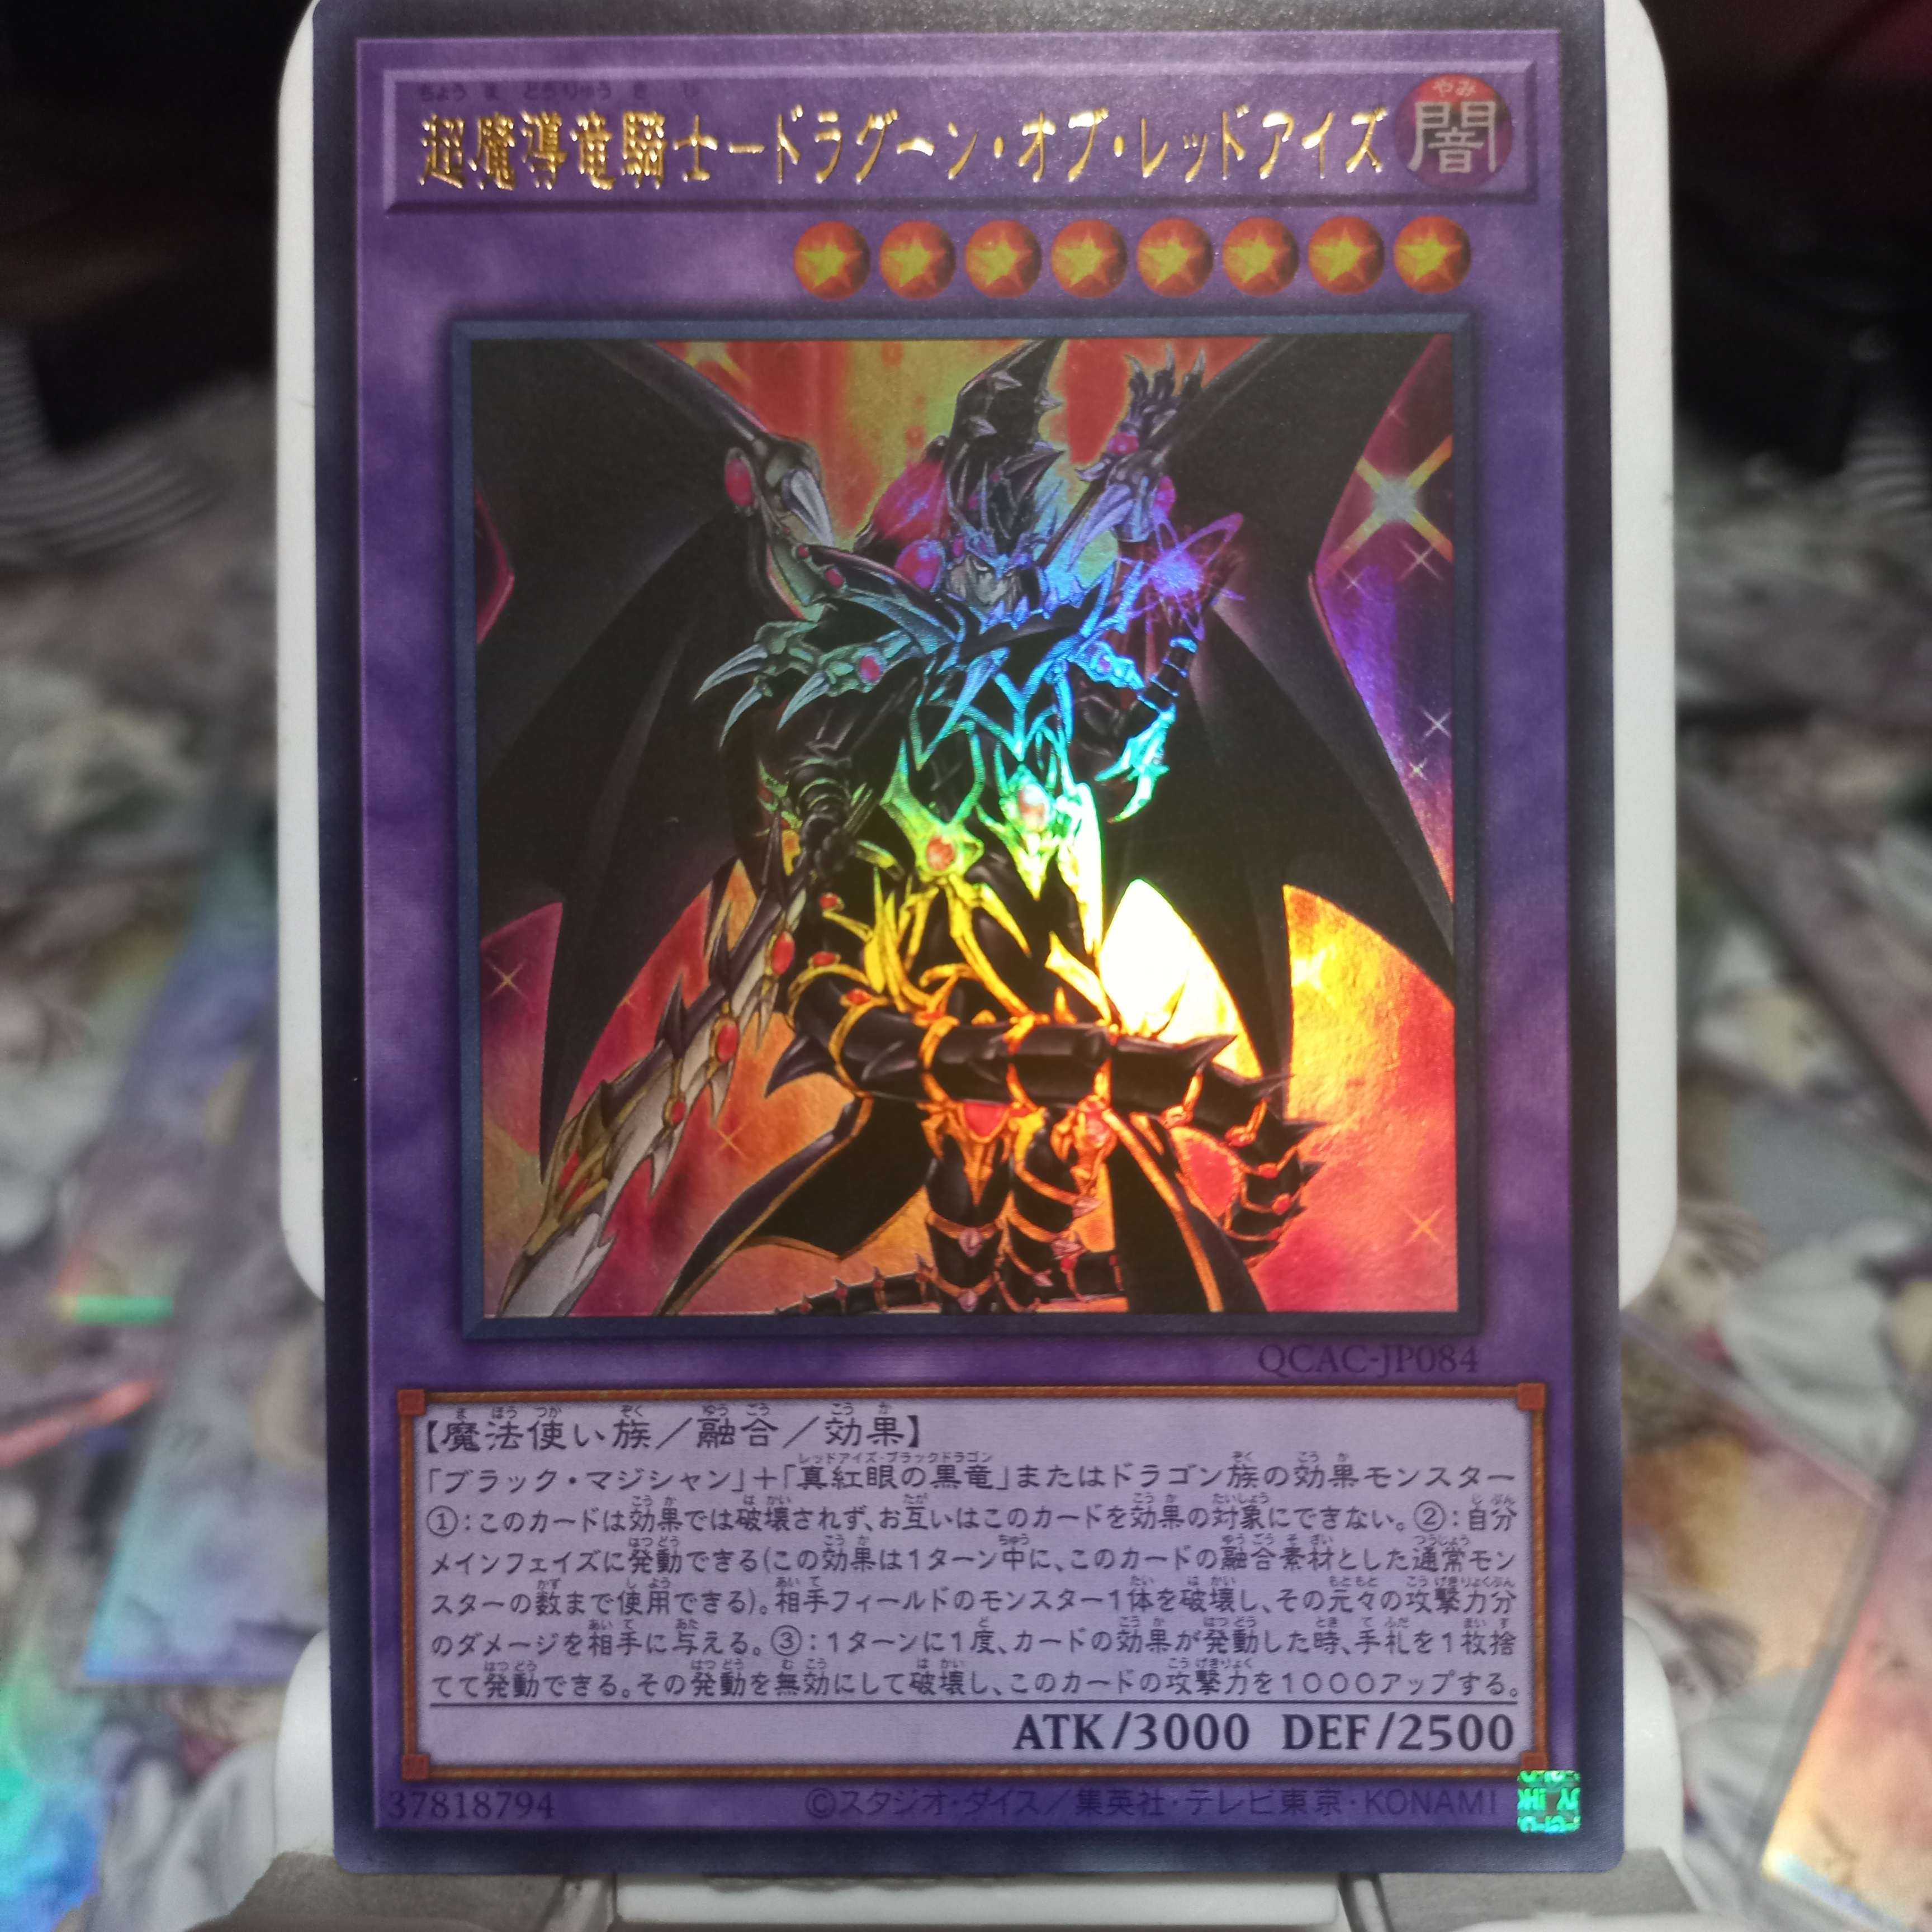 超魔導竜騎士－ドラグーン・オブ・レッドアイズ
やみ
闇
QCAC-JP084
【魔法使い族／融合／効果】
「ブラック・マジシャン」＋「真紅眼の黒竜」またはドラゴン族の効果モンスター
①：このカードは効果では破壊されず、お互いはこのカードを効果の対象にできない。②：自分
メインフェイズに発動できる（この効果は１ターン中に、このカードの融合素材とした通常モン
スターの数まで使用できる）。相手フィールドのモンスター１体を破壊し、その元々の攻撃力分
のダメージを相手に与える。③：１ターンに１度、カードの効果が発動した時、手札を１枚捨
てて発動できる。その発動を無効にして破壊し、このカードの攻撃力を１０００アップする。
ATK/3000 DEF/2500
37818794
©スタジオ・ダイス／集英社・テレビ東京・KONAMI